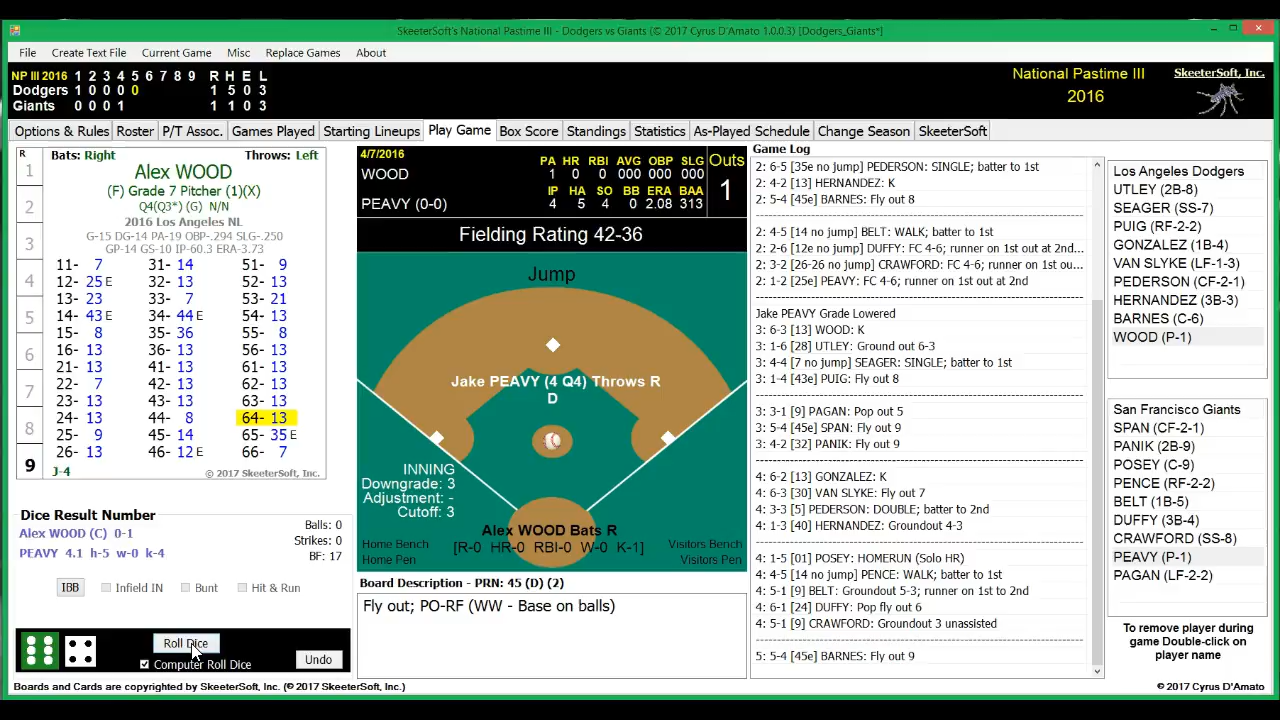 SkeeterSoft's National Pastime III - Dodgers vs Giants (© 2017 Cyrus D'Amato 1.0.0.3) [Dodgers_Giants*]
File Create Text File Current Game Misc Replace Games About
NP III 2016 1 2 3 4 5 6 7 8 9 R H E L
Dodgers 1 0 0 0 0 1 5 0 3
Giants 0 0 0 1 1 1 0 3
National Pastime III
2016
SkeeterSoft, Inc.
Options & Rules Roster P/T Assoc. Games Played Starting Lineups Play Game Box Score Standings Statistics As-Played Schedule Change Season SkeeterSoft
R
1
2
3
4
5
6
7
8
9
Bats: Right Throws: Left
Alex WOOD
(F) Grade 7 Pitcher (1)(X)
Q4(Q3*) (G) N/N
2016 Los Angeles NL
G-15 DG-14 PA-19 OBP-.294 SLG-.250
GP-14 GS-10 IP-60.3 ERA-3.73
11- 7 31- 14 51- 9
12- 25 E 32- 13 52- 13
13- 23 33- 7 53- 21
14- 43 E 34- 44 E 54- 13
15- 8 35- 36 55- 8
16- 13 36- 13 56- 13
21- 13 41- 13 61- 13
22- 7 42- 13 62- 13
23- 13 43- 13 63- 13
24- 13 44- 8 64- 13
25- 9 45- 14 65- 35 E
26- 13 46- 12 E 66- 7
J-4 © 2017 SkeeterSoft, Inc.
Dice Result Number
Alex WOOD (C) 0-1
PEAVY 4.1 h-5 w-0 k-4
Balls: 0
Strikes: 0
BF: 17
IBB Infield IN Bunt Hit & Run
Roll Dice
Computer Roll Dice
Undo
Boards and Cards are copyrighted by SkeeterSoft, Inc. (© 2017 SkeeterSoft, Inc.)
4/7/2016 PA HR RBI AVG OBP SLG
WOOD 1 0 0 000 000 000
IP HA SO BB ERA BAA
PEAVY (0-0) 4 5 4 0 2.08 313
Outs
1
Fielding Rating 42-36
Jump
Jake PEAVY (4 Q4) Throws R
D
INNING
Downgrade: 3
Adjustment: -
Cutoff: 3
Alex WOOD Bats R
[R-0 HR-0 RBI-0 W-0 K-1]
Home Bench
Home Pen
Visitors Bench
Visitors Pen
Board Description - PRN: 45 (D) (2)
Fly out; PO-RF (WW - Base on balls)
Game Log
2: 6-5 [35e no jump] PEDERSON: SINGLE; batter to 1st
2: 4-2 [13] HERNANDEZ: K
2: 5-4 [45e] BARNES: Fly out 8
2: 4-5 [14 no jump] BELT: WALK; batter to 1st
2: 2-6 [12e no jump] DUFFY: FC 4-6; runner on 1st out at 2nd...
2: 3-2 [26-26 no jump] CRAWFORD: FC 4-6; runner on 1st ou...
2: 1-2 [25e] PEAVY: FC 4-6; runner on 1st out at 2nd
Jake PEAVY Grade Lowered
3: 6-3 [13] WOOD: K
3: 1-6 [28] UTLEY: Ground out 6-3
3: 4-4 [7 no jump] SEAGER: SINGLE; batter to 1st
3: 1-4 [43e] PUIG: Fly out 8
3: 3-1 [9] PAGAN: Pop out 5
3: 5-4 [45e] SPAN: Fly out 9
3: 4-2 [32] PANIK: Fly out 9
4: 6-2 [13] GONZALEZ: K
4: 6-3 [30] VAN SLYKE: Fly out 7
4: 3-3 [5] PEDERSON: DOUBLE; batter to 2nd
4: 1-3 [40] HERNANDEZ: Groundout 4-3
4: 1-5 [01] POSEY: HOMERUN (Solo HR)
4: 4-5 [14 no jump] PENCE: WALK; batter to 1st
4: 5-1 [9] BELT: Groundout 5-3; runner on 1st to 2nd
4: 6-1 [24] DUFFY: Pop fly out 6
4: 5-1 [9] CRAWFORD: Groundout 3 unassisted
5: 5-4 [45e] BARNES: Fly out 9
Los Angeles Dodgers
UTLEY (2B-8)
SEAGER (SS-7)
PUIG (RF-2-2)
GONZALEZ (1B-4)
VAN SLYKE (LF-1-3)
PEDERSON (CF-2-1)
HERNANDEZ (3B-3)
BARNES (C-6)
WOOD (P-1)
San Francisco Giants
SPAN (CF-2-1)
PANIK (2B-9)
POSEY (C-9)
PENCE (RF-2-2)
BELT (1B-5)
DUFFY (3B-4)
CRAWFORD (SS-8)
PEAVY (P-1)
PAGAN (LF-2-2)
To remove player during
game Double-click on
player name
© 2017 Cyrus D'Amato